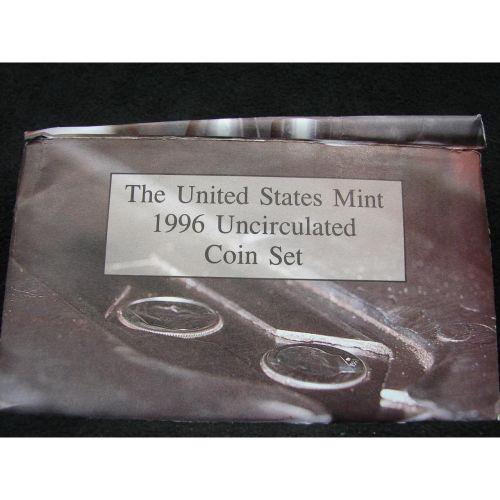 The United States Mint
1996 Uncirculated
Coin Set